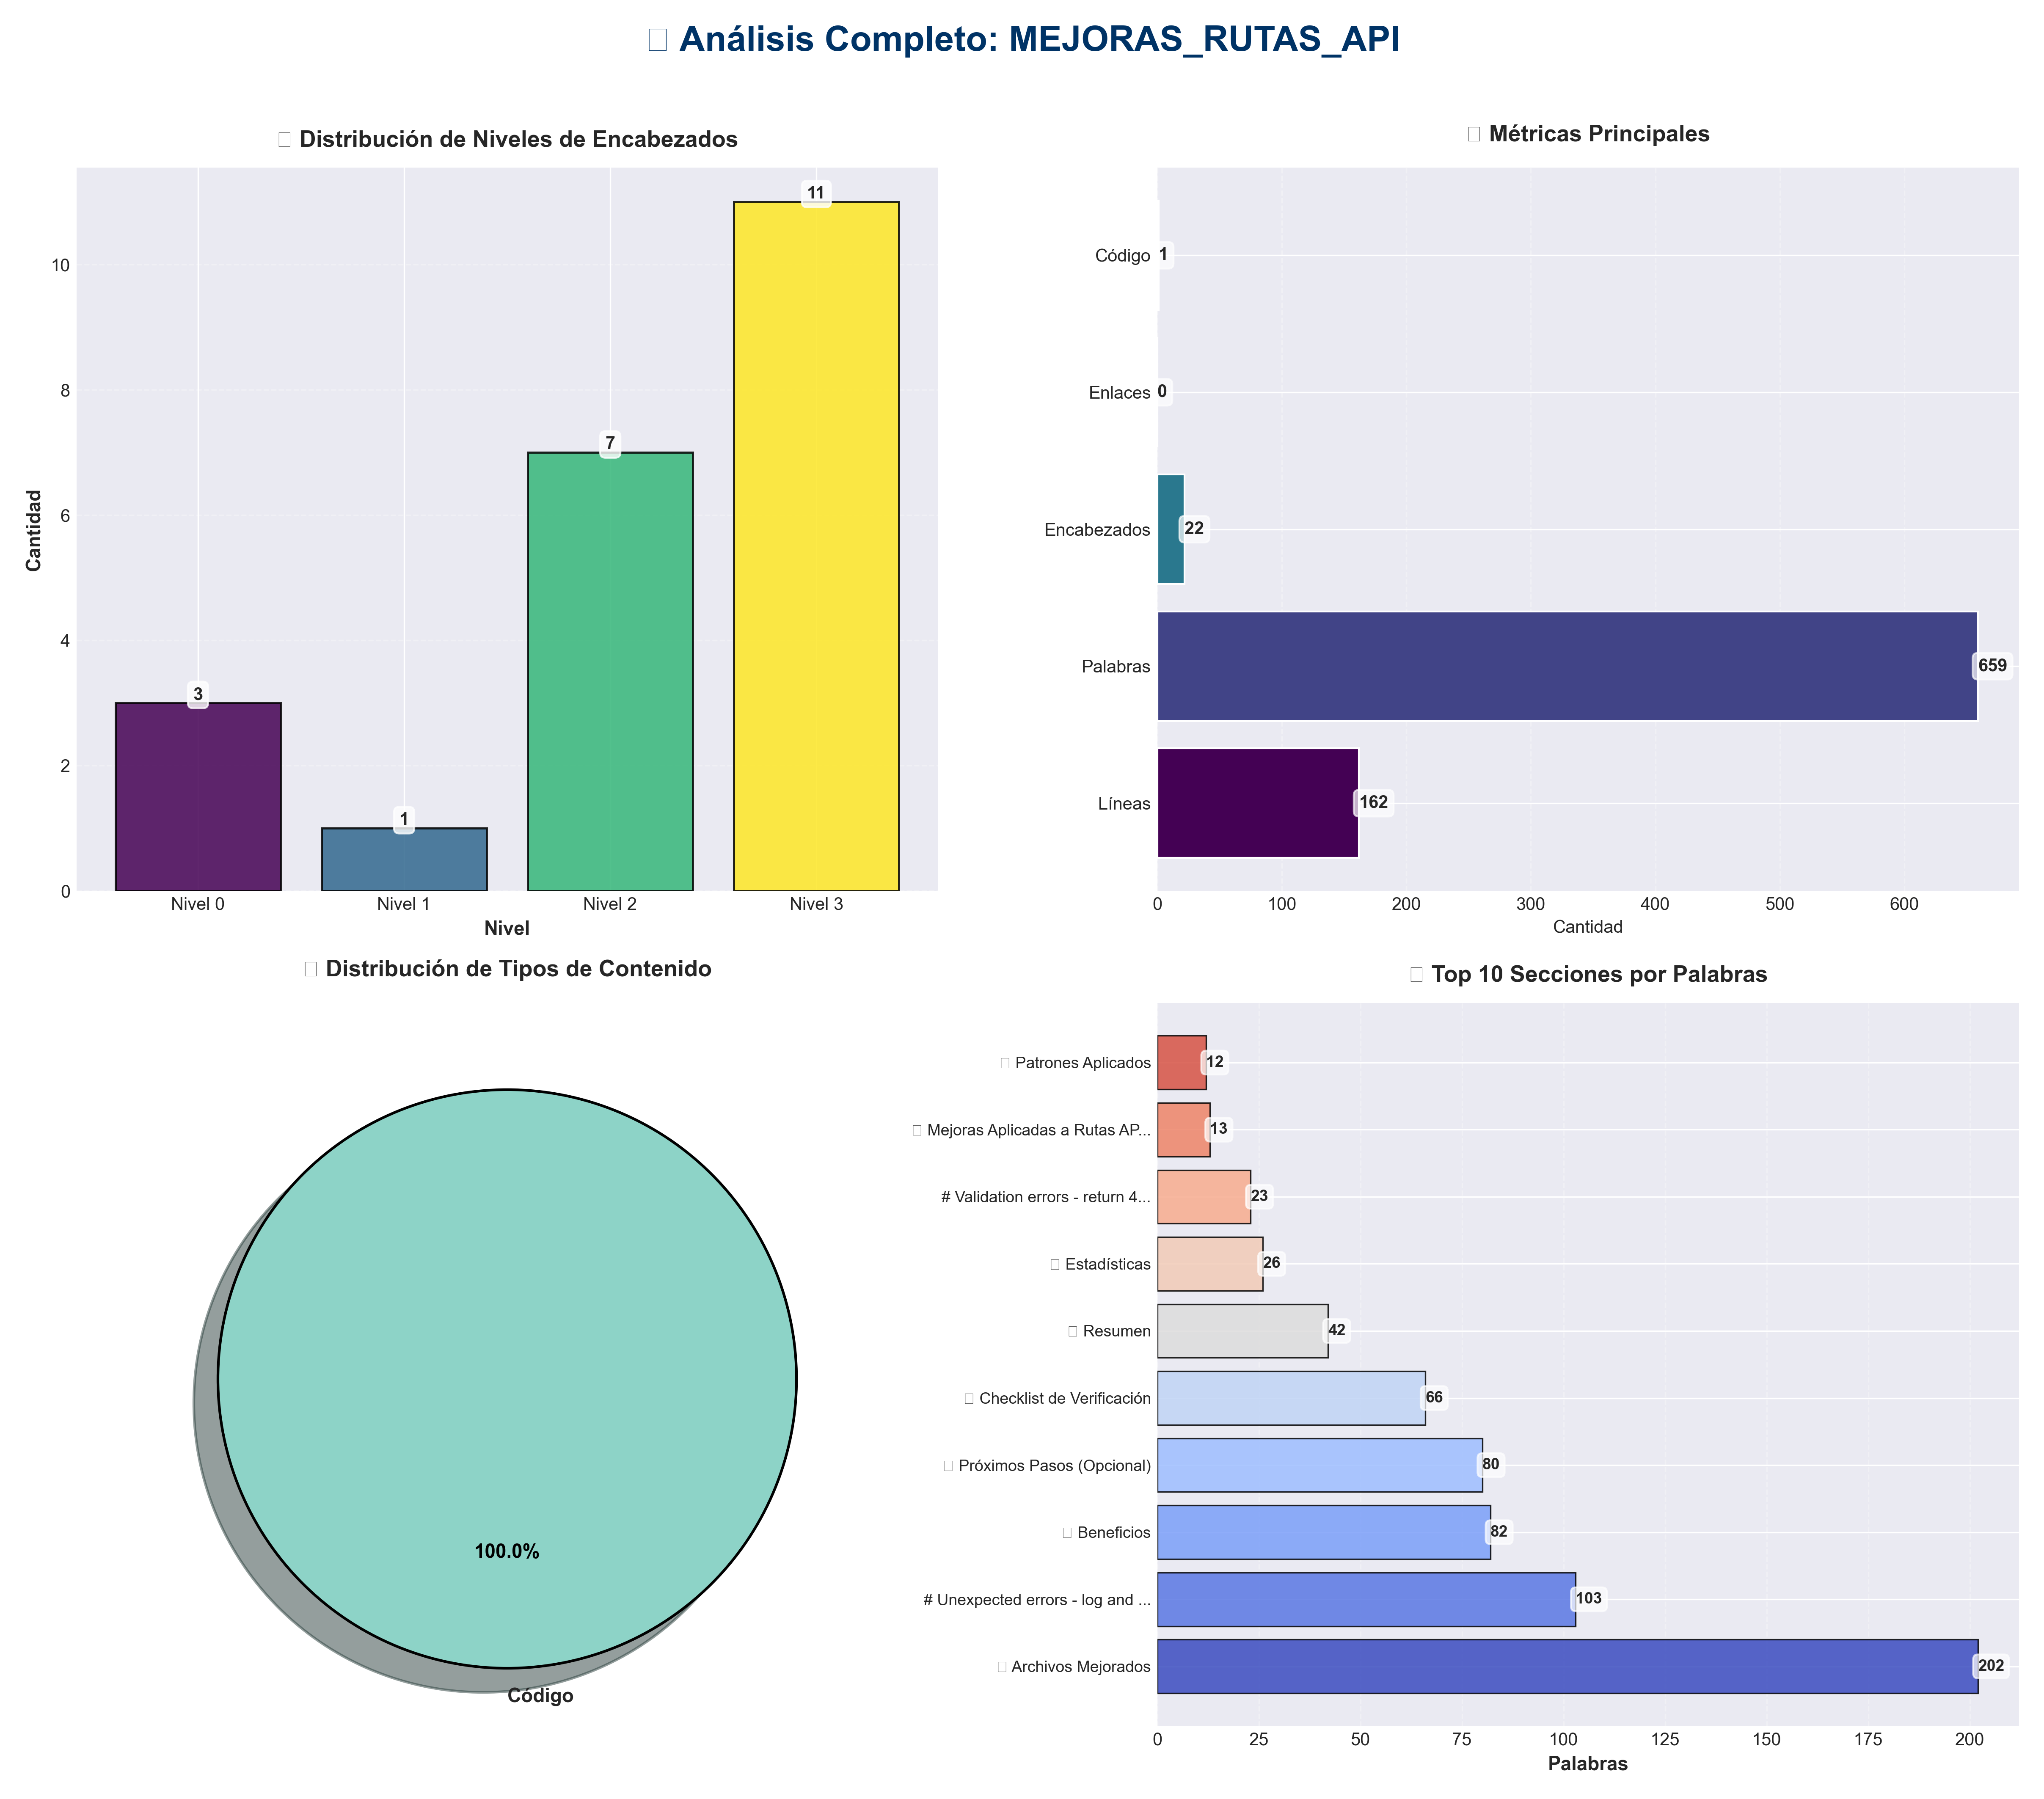 Análisis Completo: MEJORAS_RUTAS_API
Distribución de Niveles de Encabezados
Cantidad
10
8
6
4
2
0
3
1
7
11
Nivel 0
Nivel 1
Nivel 2
Nivel 3
Nivel
Métricas Principales
Código
1
Enlaces
0
Encabezados
22
Palabras
659
Líneas
162
0
100
200
300
400
500
600
Cantidad
Distribución de Tipos de Contenido
100.0%
Código
Top 10 Secciones por Palabras
Patrones Aplicados
12
Mejoras Aplicadas a Rutas AP...
13
# Validation errors - return 4...
23
Estadísticas
26
Resumen
42
Checklist de Verificación
66
Próximos Pasos (Opcional)
80
Beneficios
82
# Unexpected errors - log and ...
103
Archivos Mejorados
202
0
25
50
75
100
125
150
175
200
Palabras